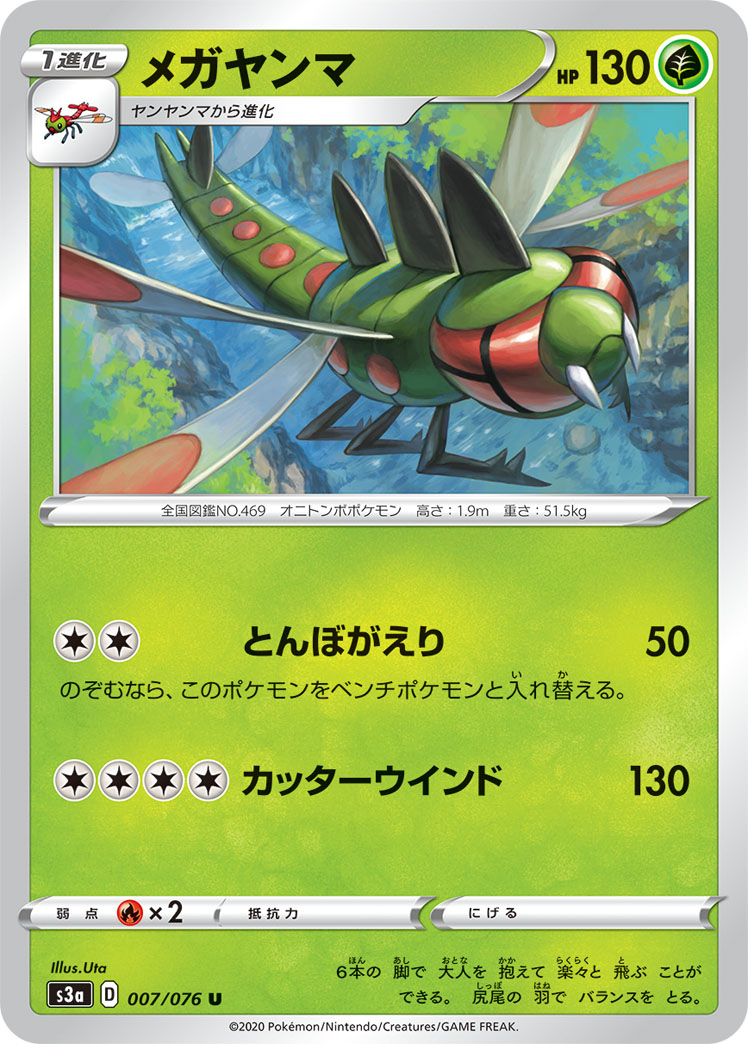 1進化
メガヤンマ
HP 130
ヤンヤンマから進化
全国図鑑NO.469 オニトンボポケモン 高さ：1.9m 重さ：51.5kg
とんぼがえり 50
のぞむなら、このポケモンをベンチポケモンと入れ替える。
カッターウインド 130
弱点 ×2 抵抗力 にげる
Illus.Uta
6本の 脚で 大人を 抱えて 楽々と 飛ぶ ことが
できる。尻尾の 羽で バランスを とる。
s3a D 007/076 U
©2020 Pokémon/Nintendo/Creatures/GAME FREAK.